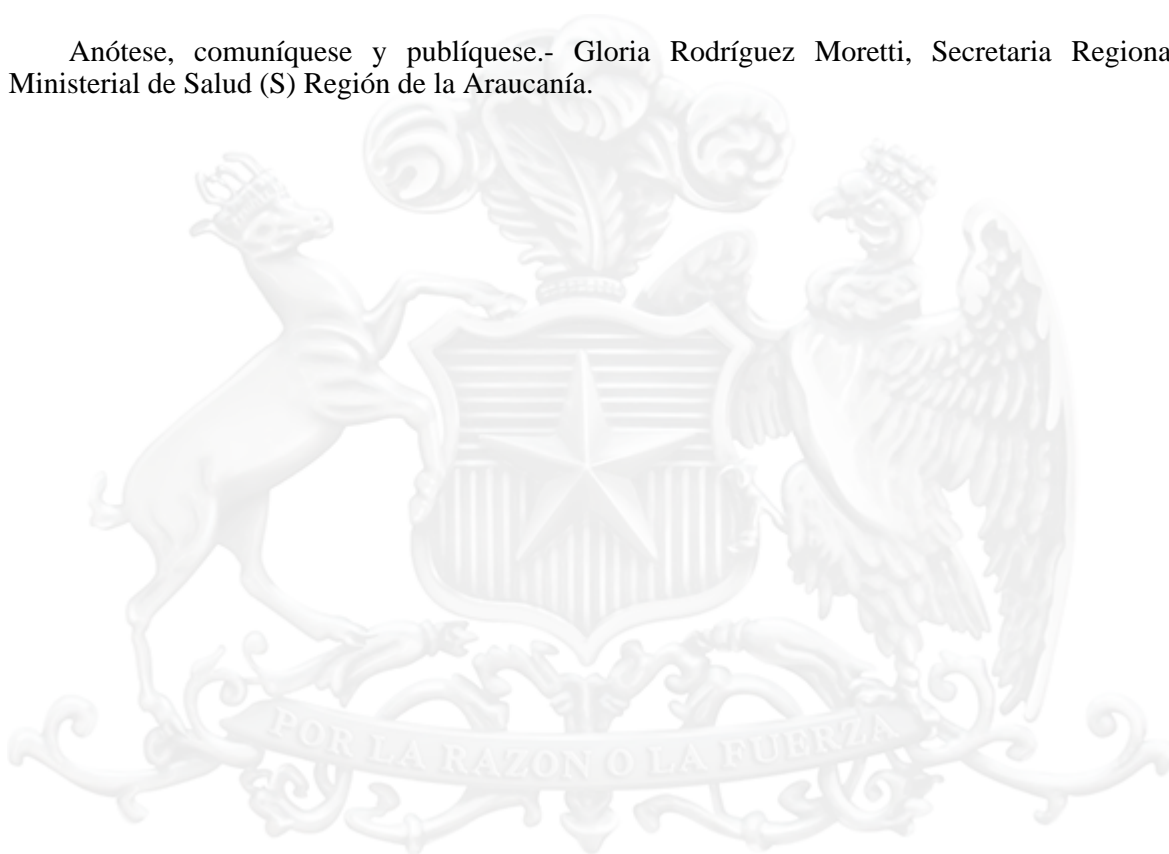 Anótese, comuníquese y publíquese.- Gloria Rodríguez Moretti, Secretaria Regiona
Ministerial de Salud (S) Región de la Araucanía.
POR LA RAZON O LA FUERZA